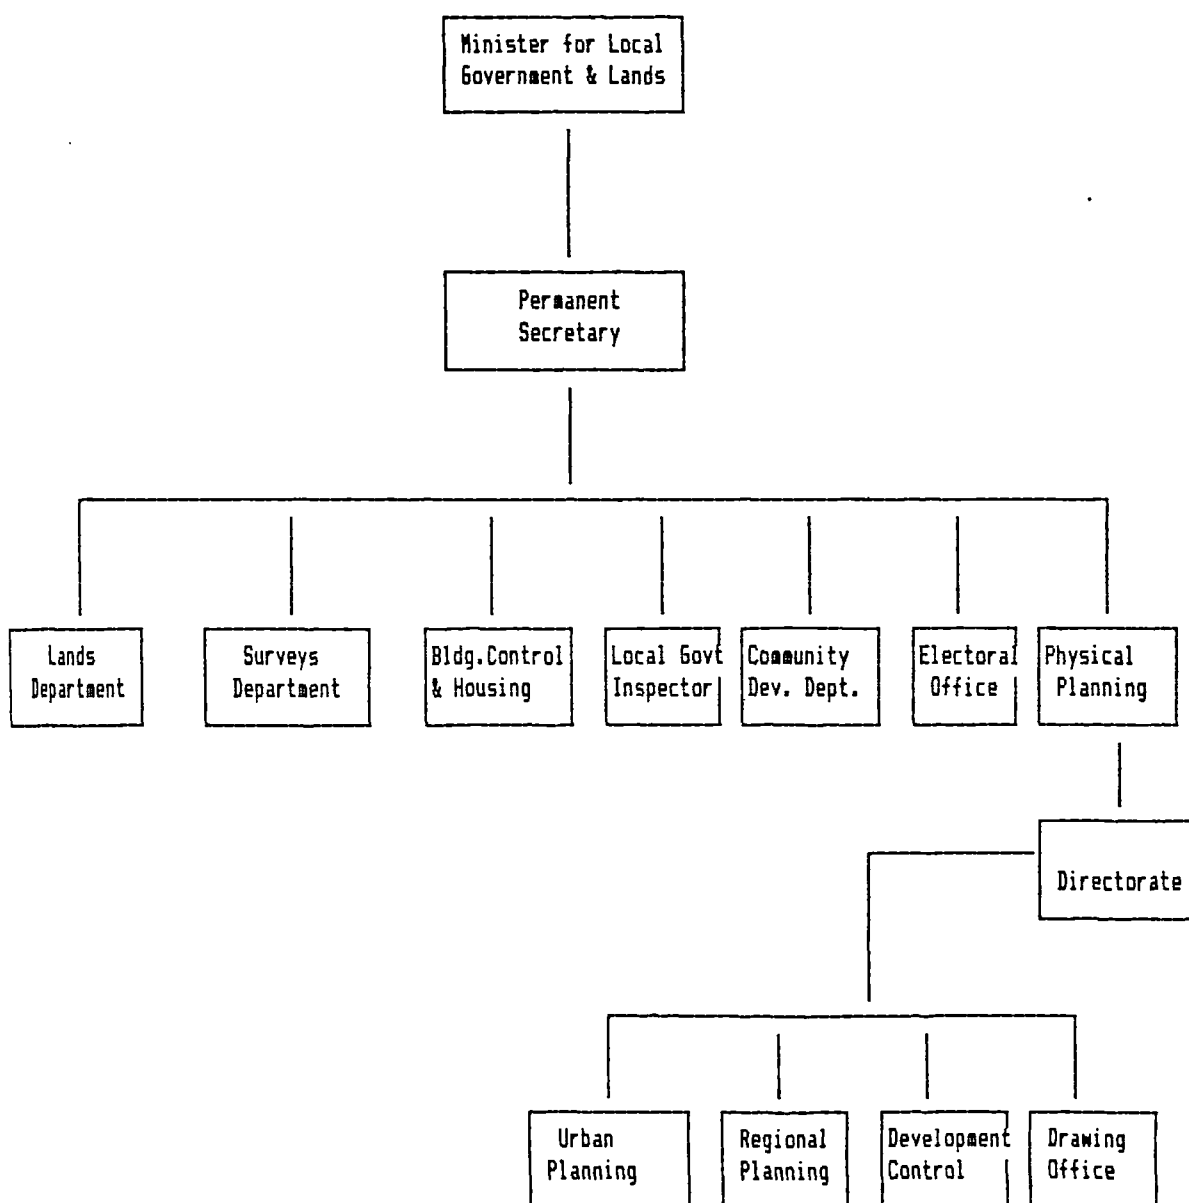 Minister for Local
Government & Lands
Permanent
Secretary
Lands
Department
Surveys
Department
Bldg.Control
& Housing
Local Govt
Inspector
Community
Dev. Dept.
Electoral
Office
Physical
Planning
Directorate
Urban
Planning
Regional
Planning
Development
Control
Drawing
Office